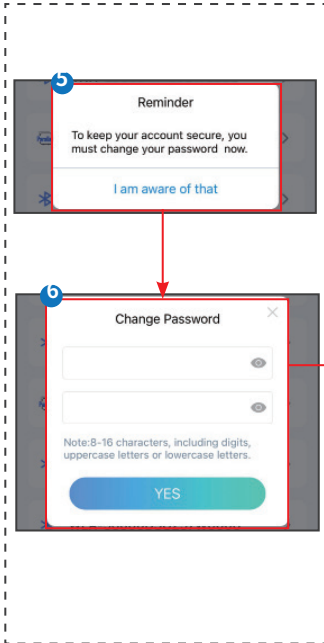 5
Reminder
To keep your account secure, you
must change your password now.
I am aware of that
6
Change Password
Note:8-16 characters, including digits,
uppercase letters or lowercase letters.
YES